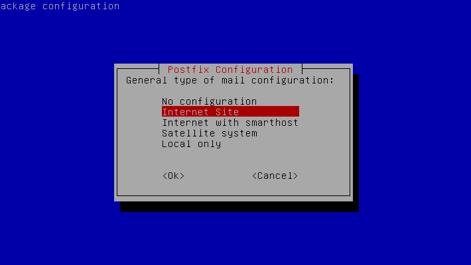 ackage configuration
Postfix Configuration
General type of mail configuration:
No configuration
Internet Site
Internet with smarthost
Satellite system
Local only
<Ok> <Cancel>